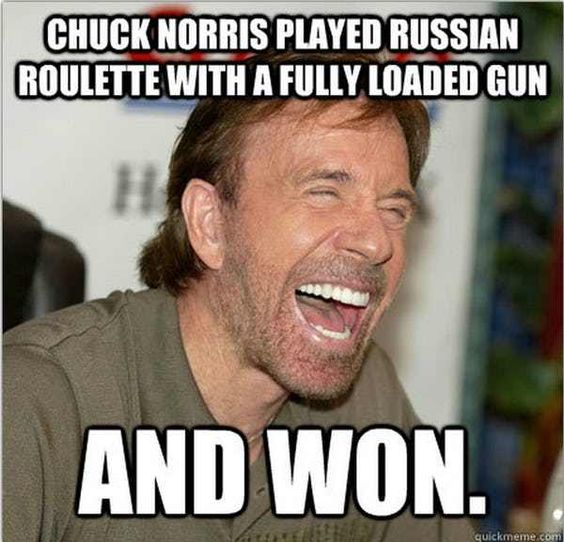 CHUCK NORRIS PLAYED RUSSIAN
ROULETTE WITH A FULLY LOADED GUN
AND WON.
quickmeme.com